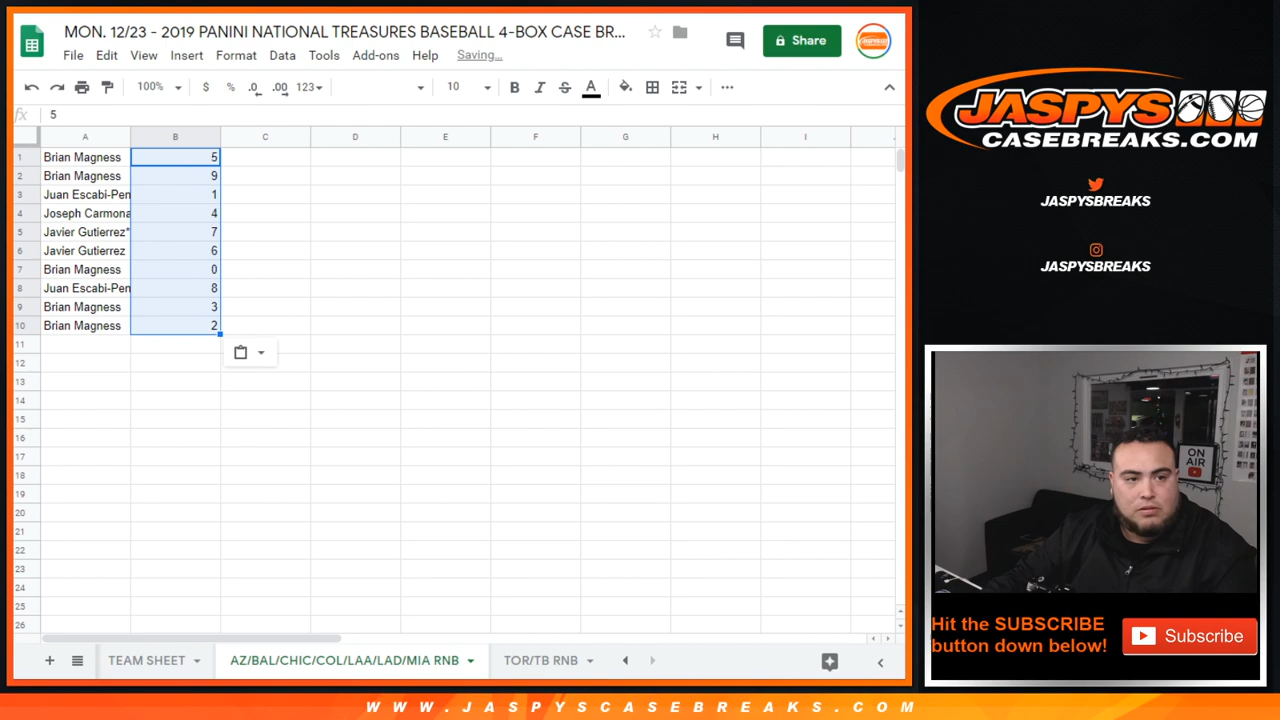 MON. 12/23 - 2019 PANINI NATIONAL TREASURES BASEBALL 4-BOX CASE BR...
File Edit View Insert Format Data Tools Add-ons Help Saving...
Share
100% $ % .0 .00 123 10 B I S A
fx 5
A B C D E F G H I
1 Brian Magness 5
2 Brian Magness 9
3 Juan Escabi-Pen 1
4 Joseph Carmona 4
5 Javier Gutierrez* 7
6 Javier Gutierrez 6
7 Brian Magness 0
8 Juan Escabi-Pen 8
9 Brian Magness 3
10 Brian Magness 2
11
12
13
14
15
16
17
18
19
20
21
22
23
24
25
26
TEAM SHEET AZ/BAL/CHIC/COL/LAA/LAD/MIA RNB TOR/TB RNB
JASPYS
CASEBREAKS.COM
JASPYSBREAKS
JASPYSBREAKS
ON
AIR
Hit the SUBSCRIBE
button down below!
Subscribe
WWW.JASPYSCASEBREAKS.COM